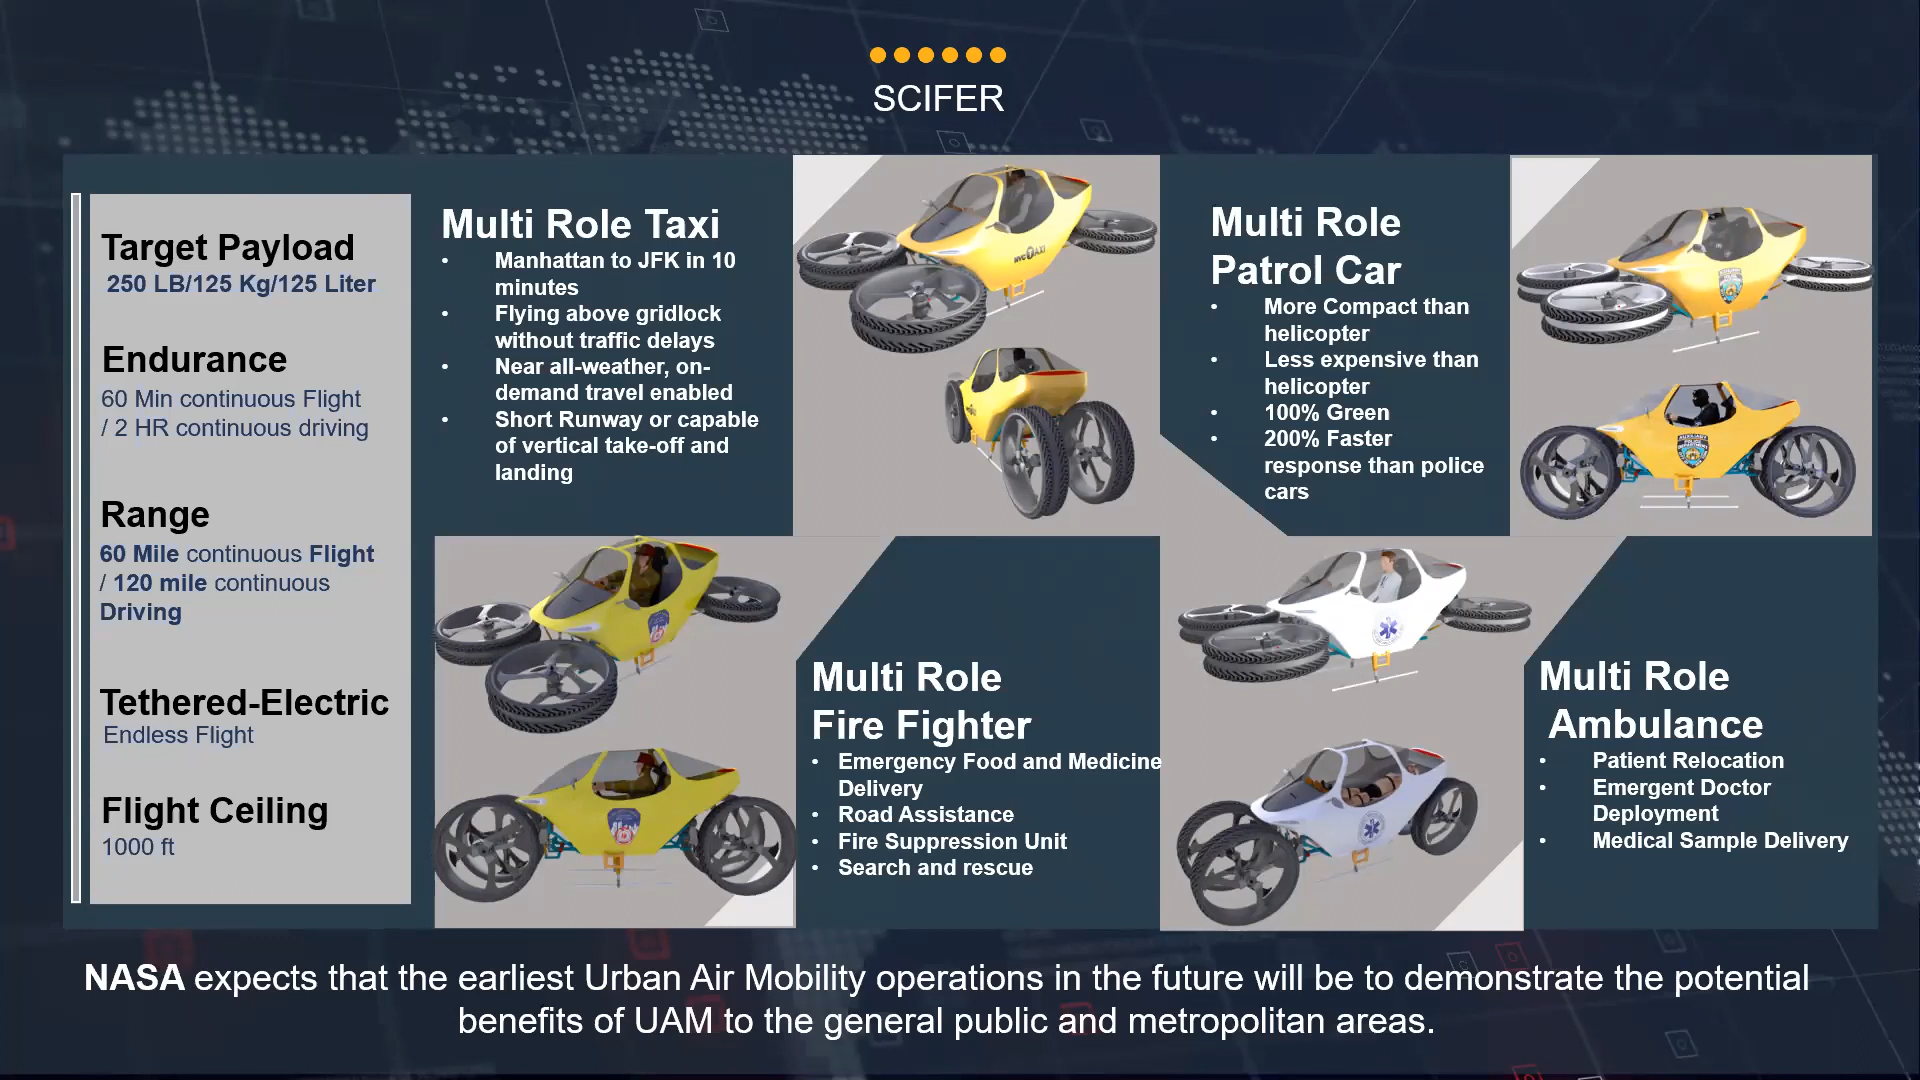 SCIFER
Target Payload
250 LB/125 Kg/125 Liter
Endurance
60 Min continuous Flight
/ 2 HR continuous driving
Range
60 Mile continuous Flight
/ 120 mile continuous
Driving
Tethered-Electric
Endless Flight
Flight Ceiling
1000 ft
Multi Role Taxi
• Manhattan to JFK in 10
minutes
• Flying above gridlock
without traffic delays
• Near all-weather, on-
demand travel enabled
• Short Runway or capable
of vertical take-off and
landing
NYC TAXI
Multi Role
Patrol Car
• More Compact than
helicopter
• Less expensive than
helicopter
• 100% Green
• 200% Faster
response than police
cars
Multi Role
Fire Fighter
• Emergency Food and Medicine
Delivery
• Road Assistance
• Fire Suppression Unit
• Search and rescue
Multi Role
Ambulance
• Patient Relocation
• Emergent Doctor
Deployment
• Medical Sample Delivery
NASA expects that the earliest Urban Air Mobility operations in the future will be to demonstrate the potential
benefits of UAM to the general public and metropolitan areas.